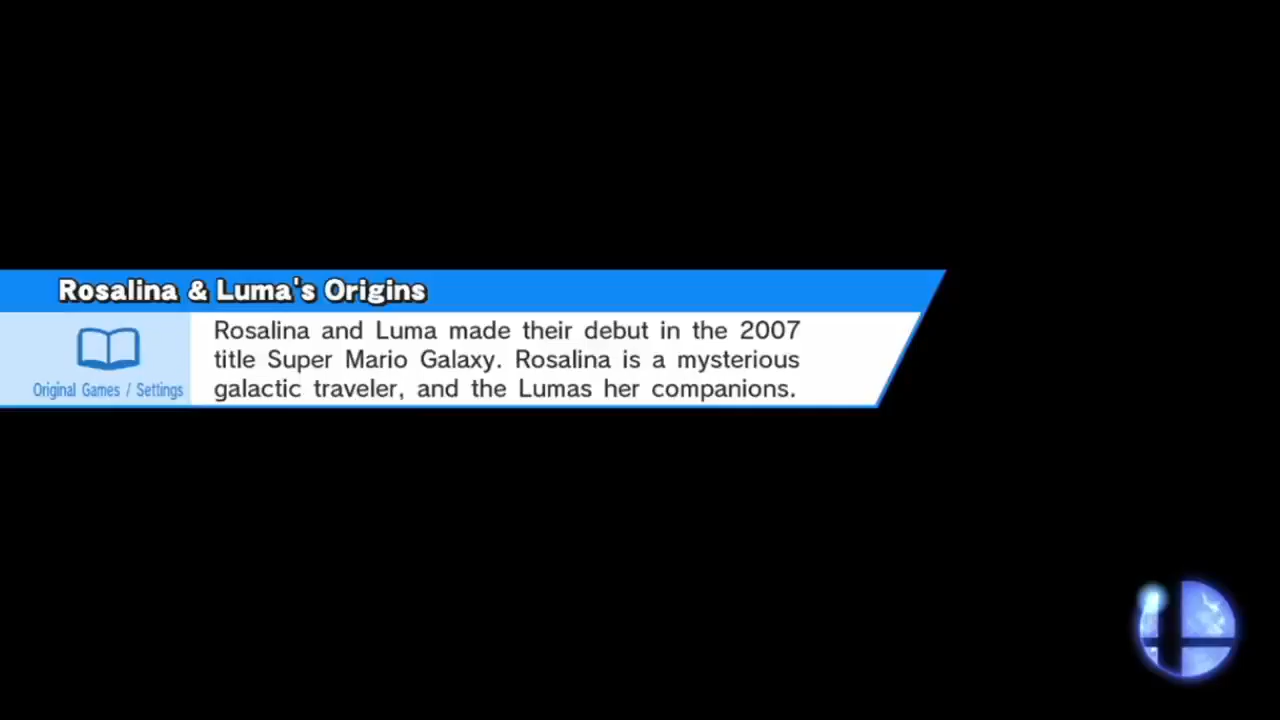 Rosalina & Luma's Origins
Original Games / Settings
Rosalina and Luma made their debut in the 2007
title Super Mario Galaxy. Rosalina is a mysterious
galactic traveler, and the Lumas her companions.